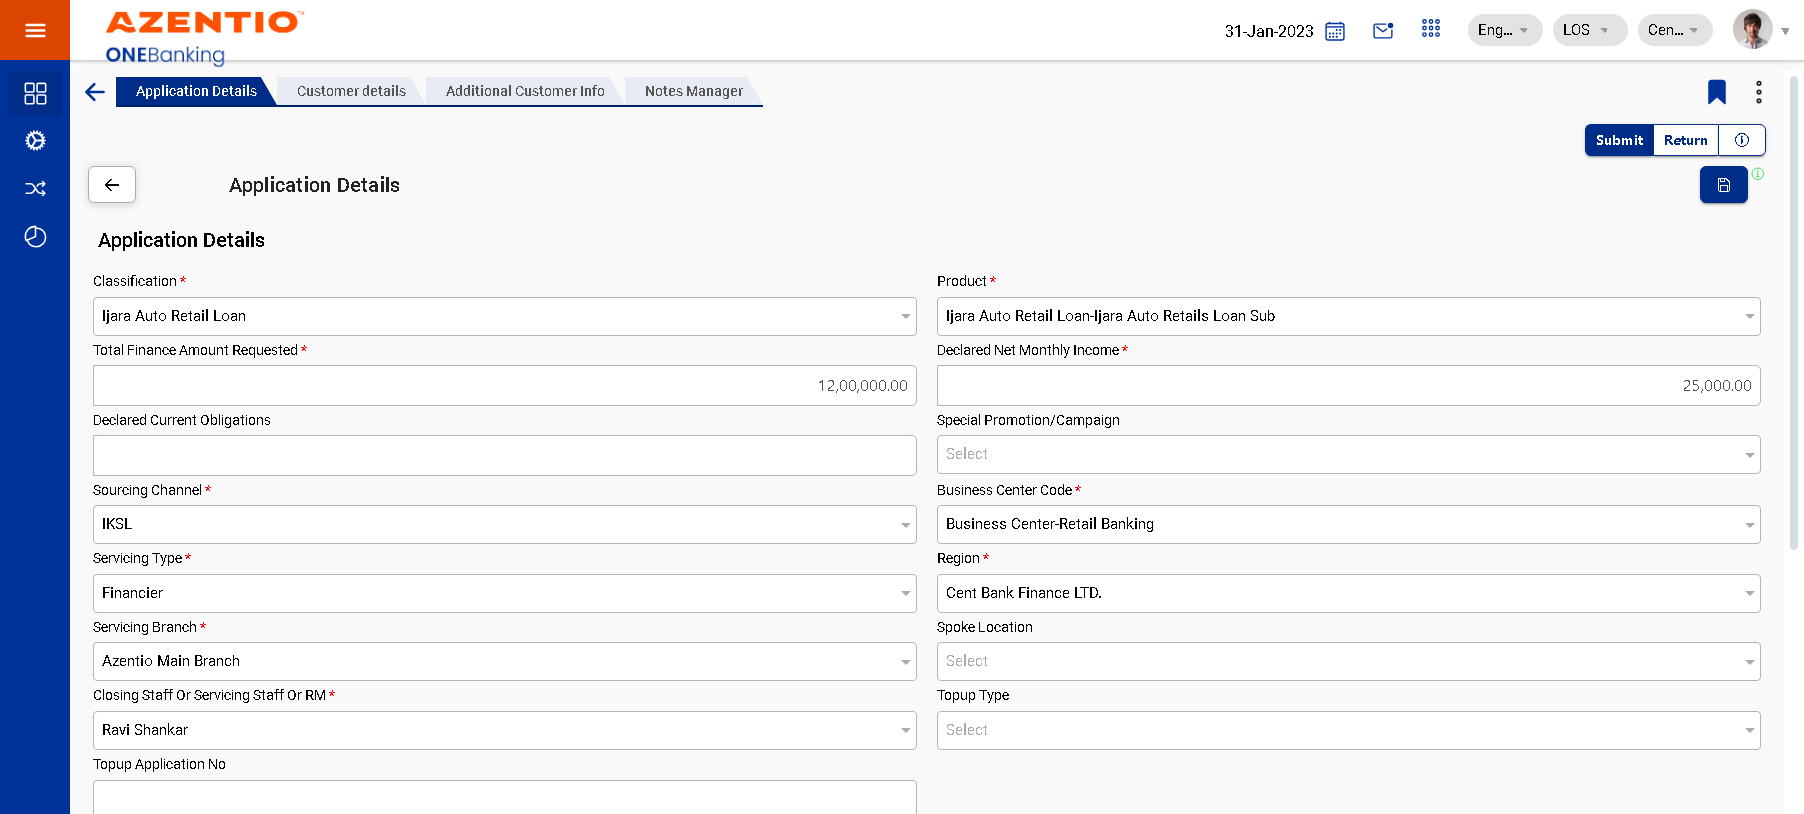 AZENTIO™
ONEBanking
31-Jan-2023
Eng...
LOS
Cen...
Application Details
Customer details
Additional Customer Info
Notes Manager
Submit
Return
Application Details
Application Details
Classification *
Product *
Ijara Auto Retail Loan
Ijara Auto Retail Loan-Ijara Auto Retails Loan Sub
Total Finance Amount Requested *
Declared Net Monthly Income *
12,00,000.00
25,000.00
Declared Current Obligations
Special Promotion/Campaign
Select
Sourcing Channel *
Business Center Code *
IKSL
Business Center-Retail Banking
Servicing Type *
Region *
Financier
Cent Bank Finance LTD.
Servicing Branch *
Spoke Location
Azentio Main Branch
Select
Closing Staff Or Servicing Staff Or RM *
Topup Type
Ravi Shankar
Select
Topup Application No